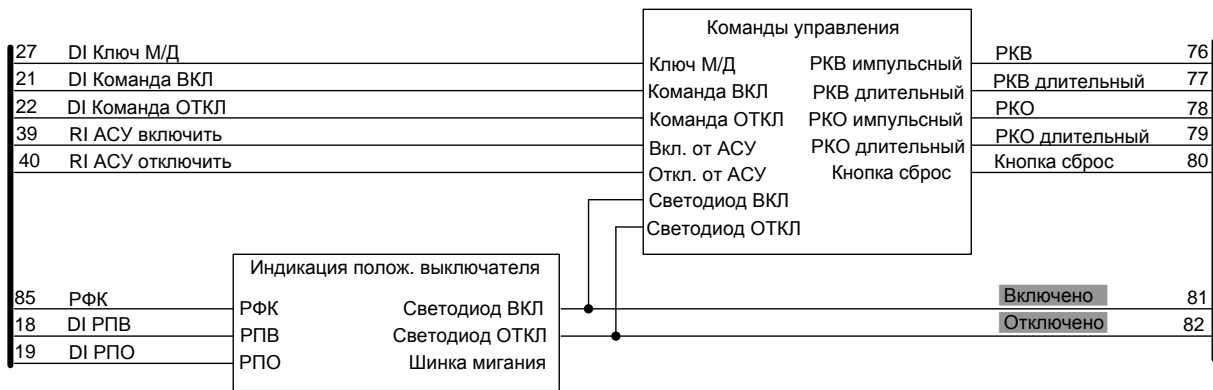 Команды управления
27 DI Ключ М/Д Ключ М/Д РКВ импульсный РКВ 76
21 DI Команда ВКЛ Команда ВКЛ РКВ длительный РКВ длительный 77
22 DI Команда ОТКЛ Команда ОТКЛ РКО импульсный РКО 78
39 RI АСУ включить Вкл. от АСУ РКО длительный РКО длительный 79
40 RI АСУ отключить Откл. от АСУ Кнопка сброс Кнопка сброс 80
Светодиод ВКЛ
Светодиод ОТКЛ
Индикация полож. выключателя
85 РФК РФК Светодиод ВКЛ Включено 81
18 DI РПВ РПВ Светодиод ОТКЛ Отключено 82
19 DI РПО РПО Шинка мигания